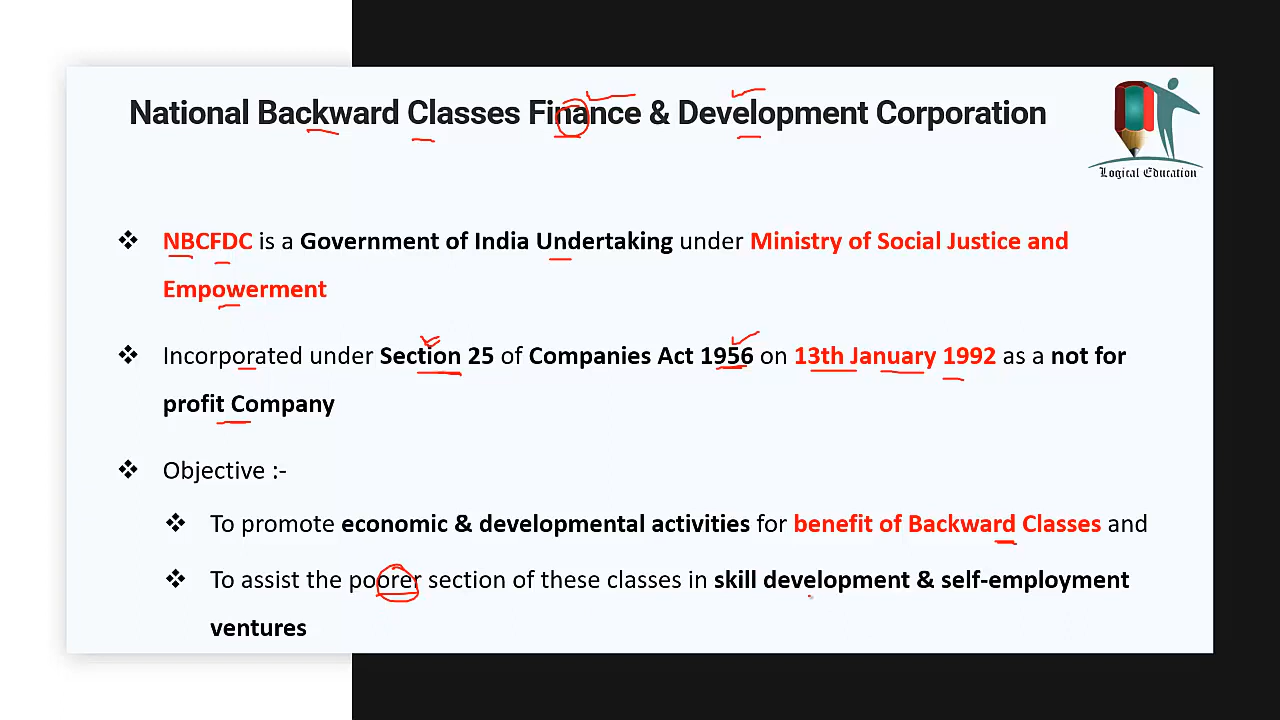 National Backward Classes Finance & Development Corporation
Logical Education
❖ NBCFDC is a Government of India Undertaking under Ministry of Social Justice and
Empowerment
❖ Incorporated under Section 25 of Companies Act 1956 on 13th January 1992 as a not for
profit Company
❖ Objective :-
❖ To promote economic & developmental activities for benefit of Backward Classes and
❖ To assist the poorer section of these classes in skill development & self-employment
ventures